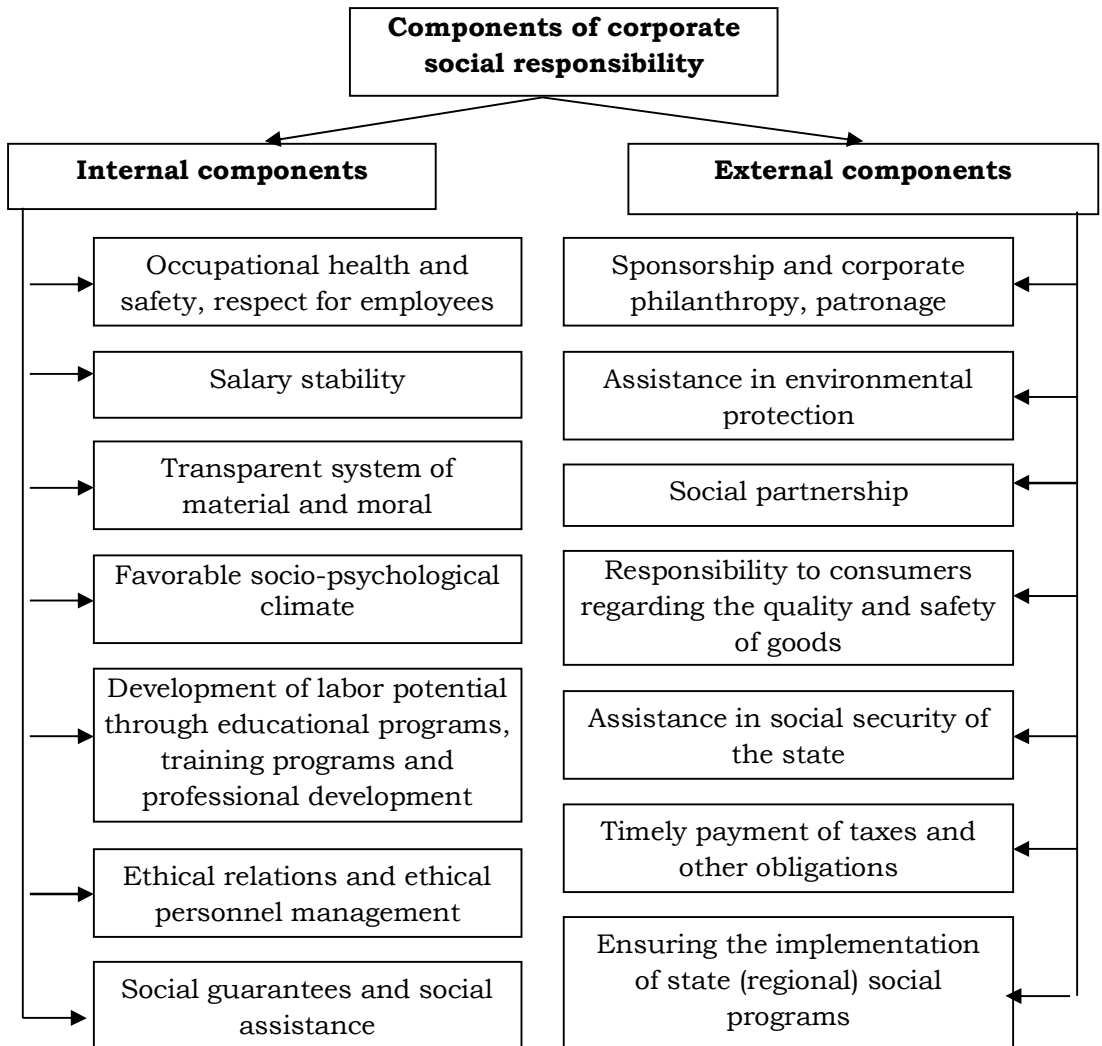 Components of corporate
social responsibility
Internal components
External components
Occupational health and
safety, respect for employees
Salary stability
Transparent system of
material and moral
Favorable socio-psychological
climate
Development of labor potential
through educational programs,
training programs and
professional development
Ethical relations and ethical
personnel management
Social guarantees and social
assistance
Sponsorship and corporate
philanthropy, patronage
Assistance in environmental
protection
Social partnership
Responsibility to consumers
regarding the quality and safety
of goods
Assistance in social security of
the state
Timely payment of taxes and
other obligations
Ensuring the implementation
of state (regional) social
programs